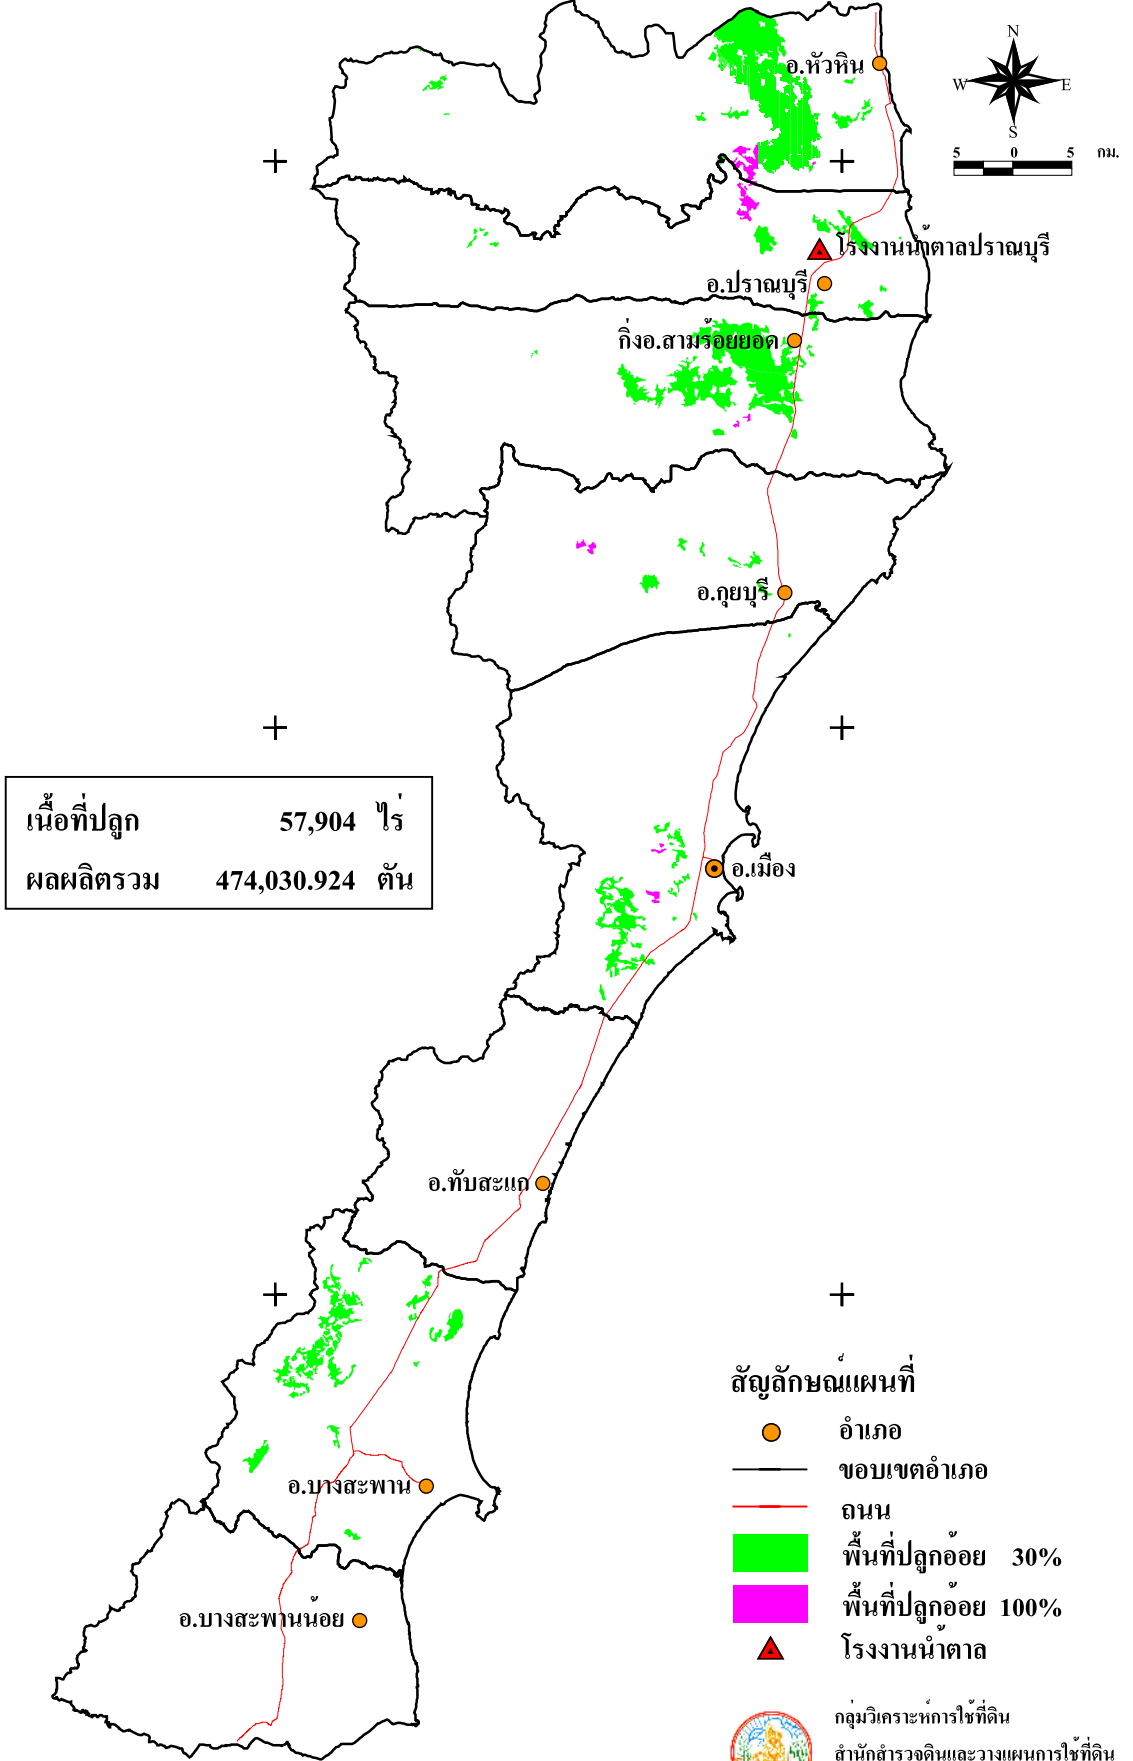 อ.หัวหิน
N
W E
S
5 0 5 กม.
โรงงานน้ำตาลปราณบุรี
อ.ปราณบุรี
กิ่งอ.สามร้อยยอด
อ.กุยบุรี
เนื้อที่ปลูก 57,904 ไร่
ผลผลิตรวม 474,030.924 ตัน
อ.เมือง
อ.ทับสะแก
อ.บางสะพาน
อ.บางสะพานน้อย
สัญลักษณ์แผนที่
อำเภอ
ขอบเขตอำเภอ
ถนน
พื้นที่ปลูกอ้อย 30%
พื้นที่ปลูกอ้อย 100%
โรงงานน้ำตาล
กลุ่มวิเคราะห์การใช้ที่ดิน
สำนักสำรวจดินและวางแผนการใช้ที่ดิน